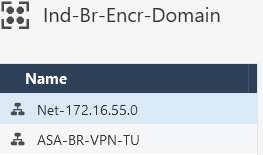 Ind-Br-Encr-Domain
Name
Net-172.16.55.0
ASA-BR-VPN-TU